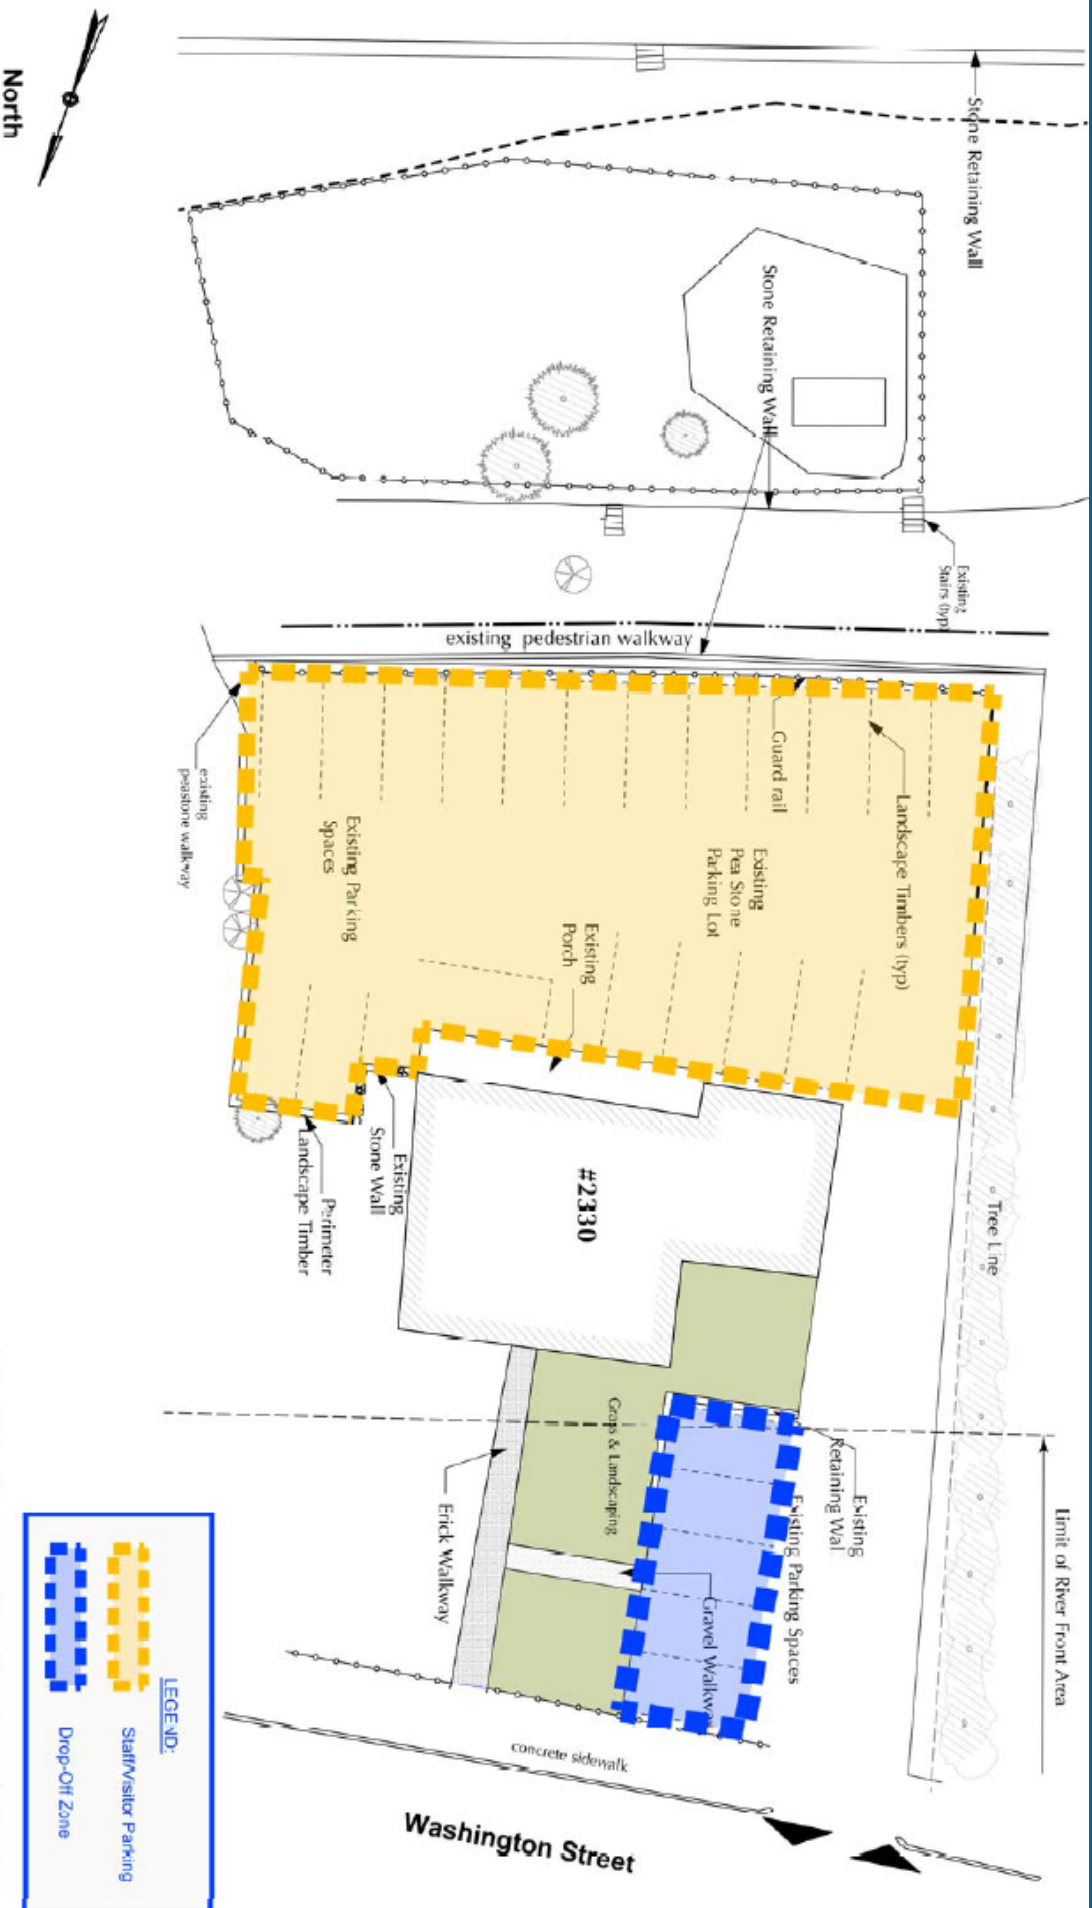 North
Stone Retaining Wall
Stone Retaining Wall
Existing
Stairs (typ)
existing pedestrian walkway
Guard rail
Landscape Timbers (typ)
existing
peastone walkway
Existing Parking
Spaces
Existing
Pea Stone
Parking Lot
Existing
Porch
Existing
Stone Wall
Perimeter
Landscape Timber
#2330
Tree Line
Grass & Landscaping
Existing
Retaining Wall
Existing Parking Spaces
Gravel Walkway
Brick Walkway
Limit of River Front Area
concrete sidewalk
Washington Street
LEGEND:
Staff/Visitor Parking
Drop-Off Zone